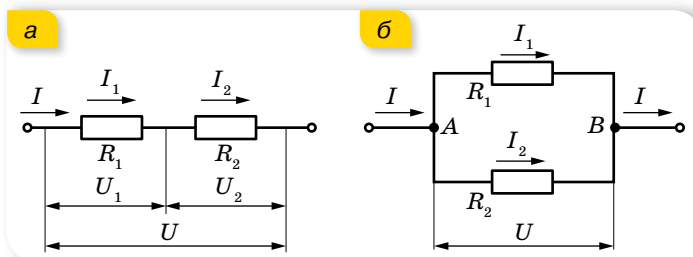 а
I I₁ I₂
R₁ R₂
U₁ U₂
U
б
I₁
I R₁ I
A B
I₂
R₂
U